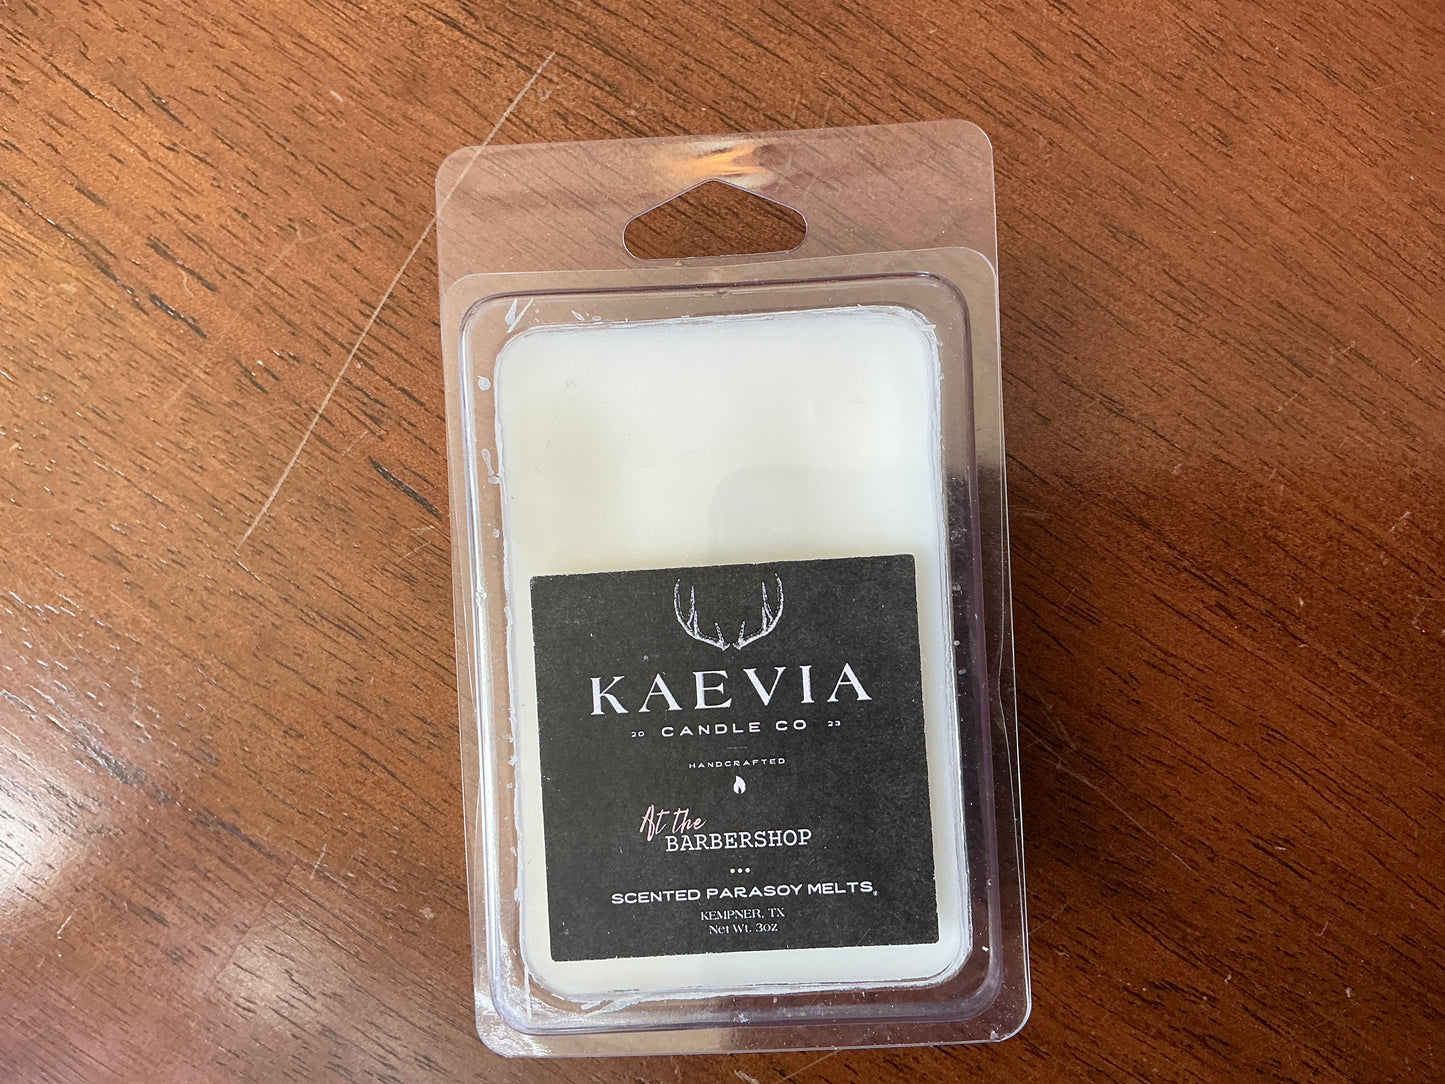 KAEVIA
20 CANDLE CO 23
HANDCRAFTED
At the
BARBERSHOP
SCENTED PARASOY MELTS
KEMPNER, TX
Net Wt. 3oz